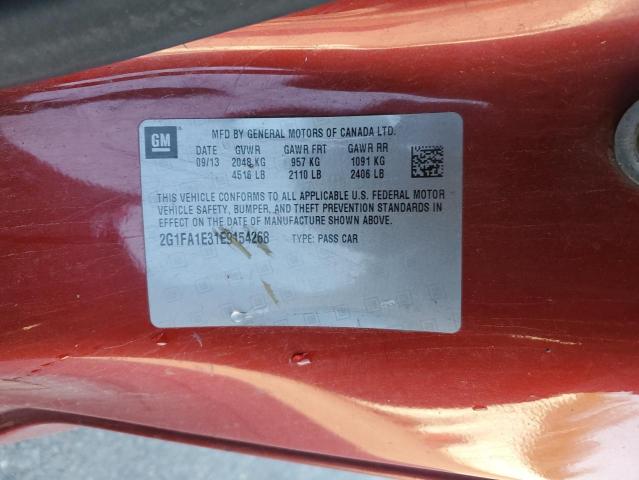 GM
MFD BY GENERAL MOTORS OF CANADA LTD.
DATE GVWR GAWR FRT GAWR RR
09/13 2048 KG 957 KG 1091 KG
4516 LB 2110 LB 2406 LB
THIS VEHICLE CONFORMS TO ALL APPLICABLE U.S. FEDERAL MOTOR
VEHICLE SAFETY, BUMPER, AND THEFT PREVENTION STANDARDS IN
EFFECT ON THE DATE OF MANUFACTURE SHOWN ABOVE.
2G1FA1E31E9154268 TYPE: PASS CAR